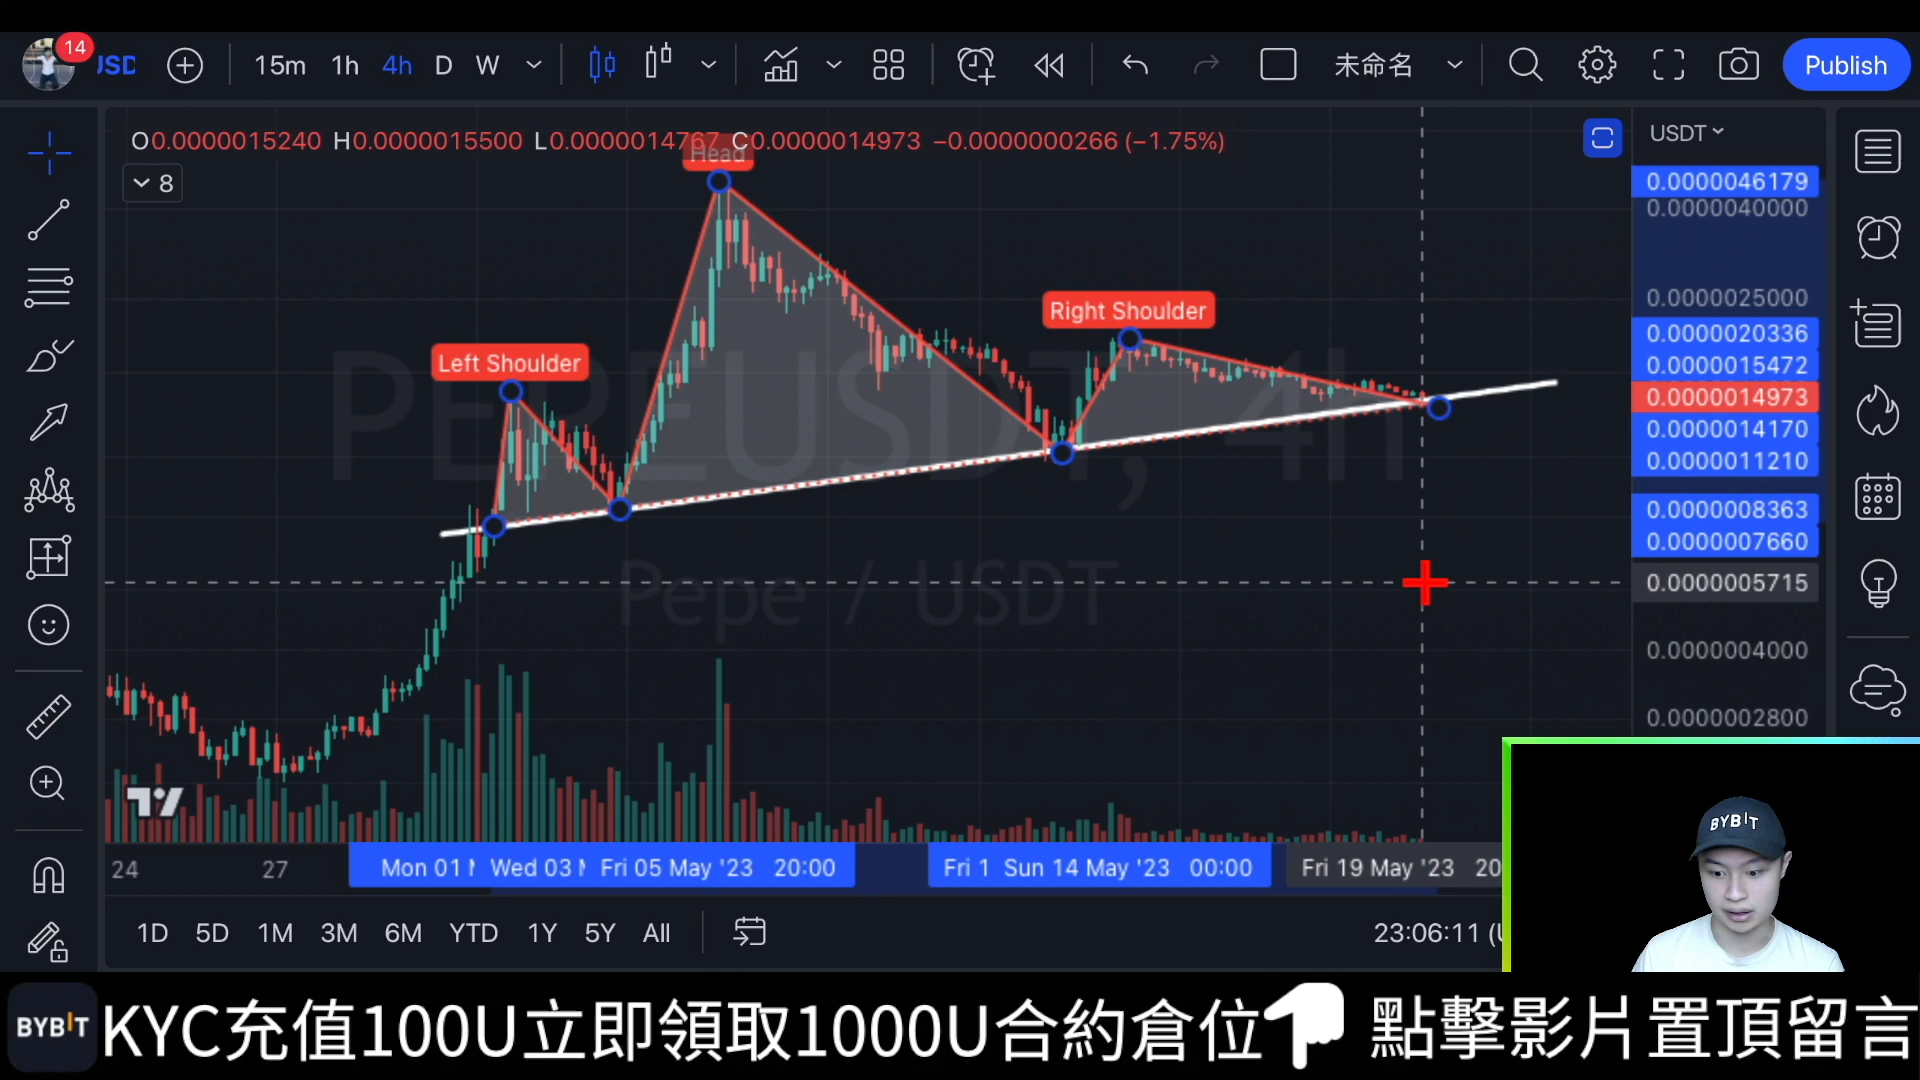 14
USD
15m 1h 4h D W
未命名
Publish
O0.0000015240 H0.0000015500 L0.0000014767 C0.0000014973 −0.0000000266 (−1.75%)
8
USDT
Head
Left Shoulder
Right Shoulder
PEPEUSDT, 4h
Pepe / USDT
0.0000046179
0.0000040000
0.0000025000
0.0000020336
0.0000015472
0.0000014973
0.0000014170
0.0000011210
0.0000008363
0.0000007660
0.0000005715
0.0000004000
0.0000002800
24 27 Mon 01 Wed 03 Fri 05 May '23 20:00 Fri 1 Sun 14 May '23 00:00 Fri 19 May '23 20
1D 5D 1M 3M 6M YTD 1Y 5Y All
23:06:11 (U
BYBIT
BYBIT KYC充值100U立即領取1000U合約倉位 點擊影片置頂留言